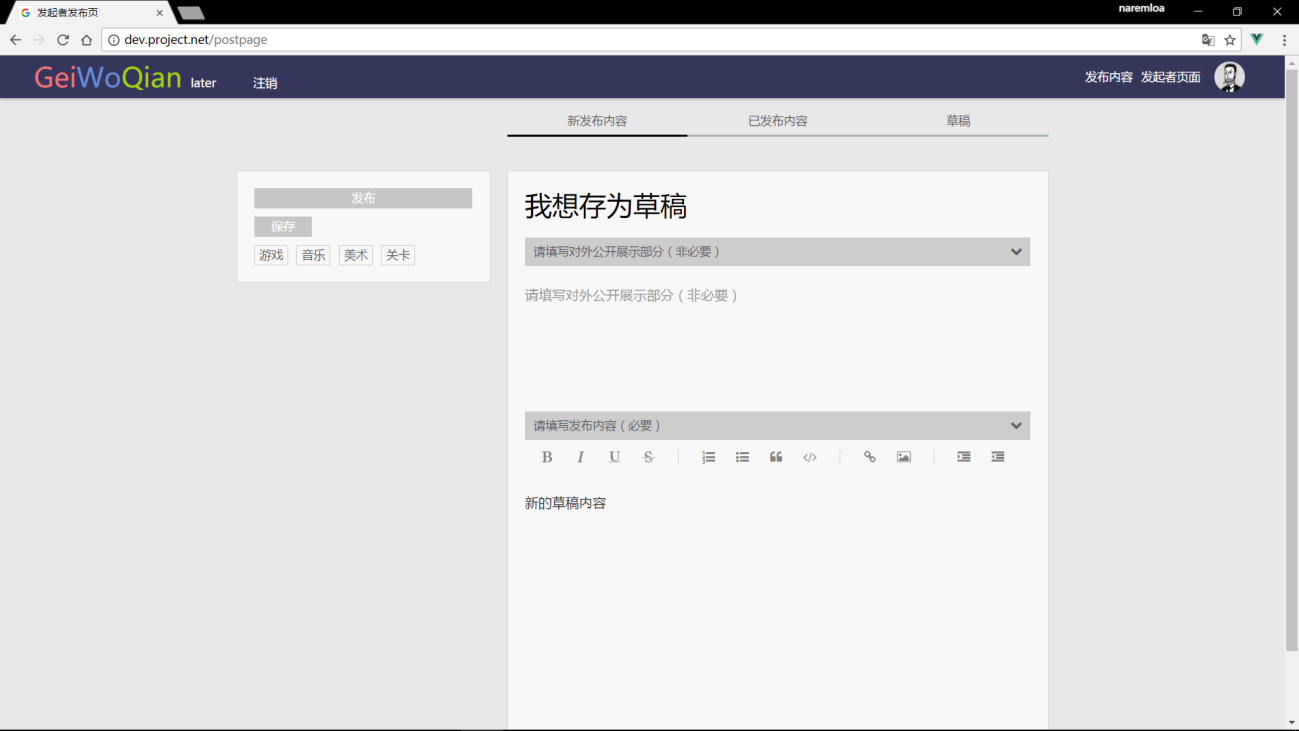 发起者发布页
naremloa
dev.project.net/postpage
GeiWoQian later 注销 发布内容 发起者页面
新发布内容 已发布内容 草稿
发布
保存
游戏 音乐 美术 关卡
我想存为草稿
请填写对外公开展示部分（非必要）
请填写对外公开展示部分（非必要）
请填写发布内容（必要）
B I U S
新的草稿内容